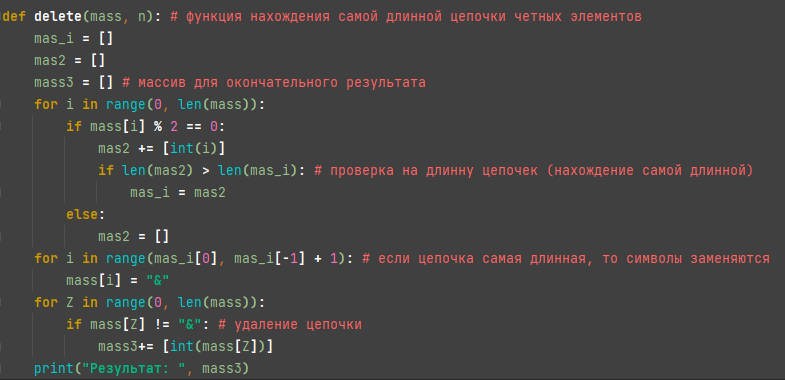 def delete(mass, n): # функция нахождения самой длинной цепочки четных элементов
    mas_i = []
    mas2 = []
    mass3 = [] # массив для окончательного результата
    for i in range(0, len(mass)):
        if mass[i] % 2 == 0:
            mas2 += [int(i)]
            if len(mas2) > len(mas_i): # проверка на длинну цепочек (нахождение самой длинной)
                mas_i = mas2
        else:
            mas2 = []
    for i in range(mas_i[0], mas_i[-1] + 1): # если цепочка самая длинная, то символы заменяются
        mass[i] = "&"
    for Z in range(0, len(mass)):
        if mass[Z] != "&": # удаление цепочки
            mass3+= [int(mass[Z])]
    print("Результат: ", mass3)